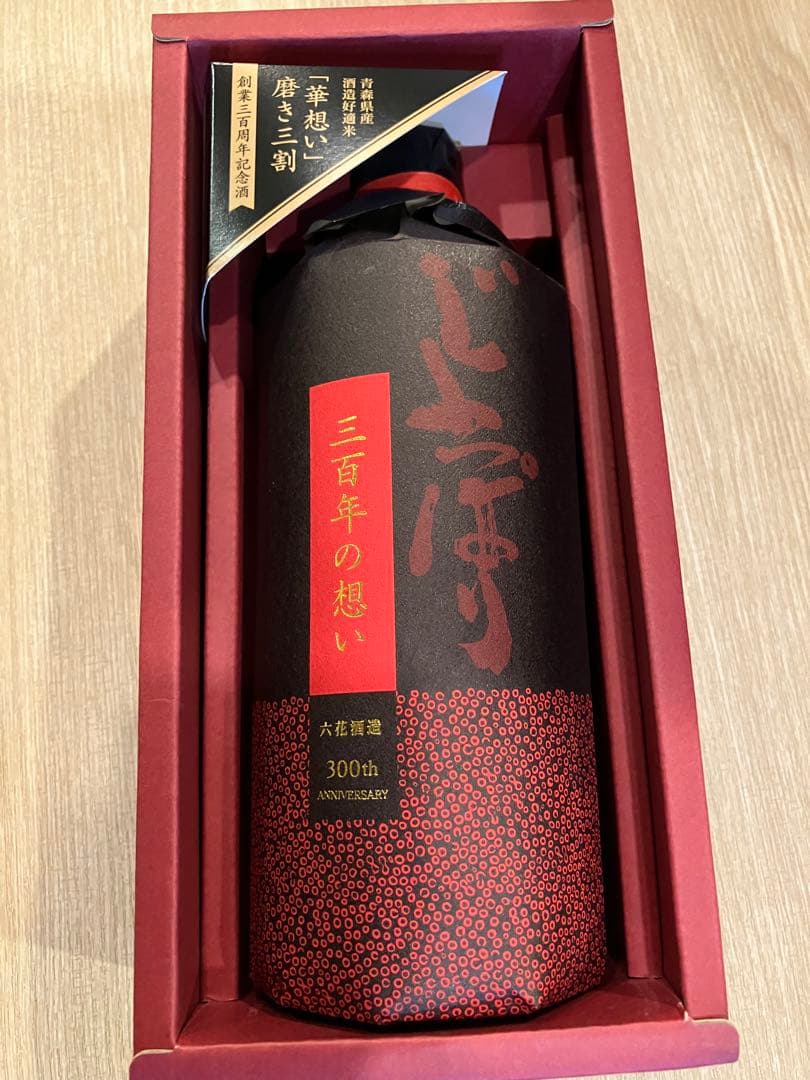 青森県産
酒造好適米
「華想い」
磨き三割
創業三百周年記念酒
じょっぱり
三百年の想い
六花酒造
300th
ANNIVERSARY